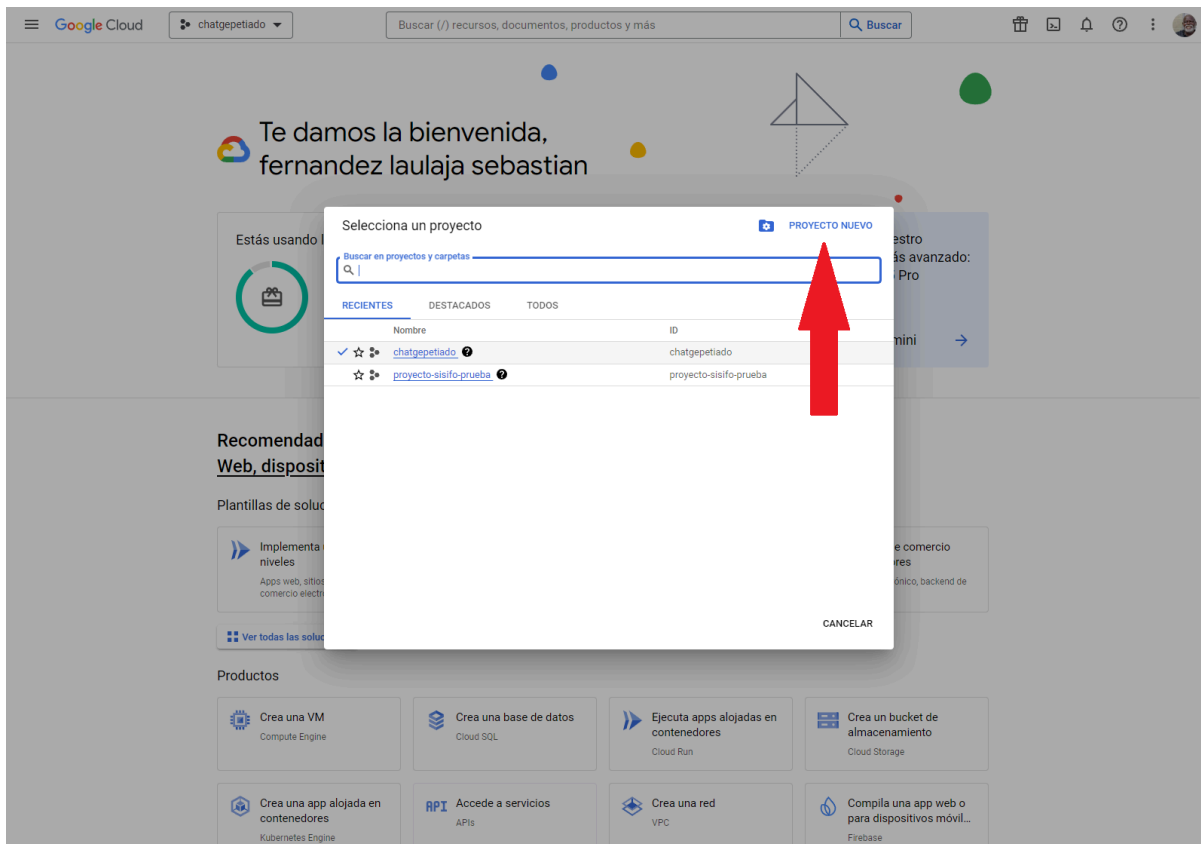 Google Cloud
chatgepetiado
Buscar (/) recursos, documentos, productos y más
Buscar
Te damos la bienvenida,
fernandez laulaja sebastian
Estás usando
estro
ás avanzado:
Pro
mini
Selecciona un proyecto
PROYECTO NUEVO
Buscar en proyectos y carpetas
RECIENTES
DESTACADOS
TODOS
Nombre
ID
chatgepetiado
chatgepetiado
proyecto-sisifo-prueba
proyecto-sisifo-prueba
CANCELAR
Recomendad
Web, disposit
Plantillas de soluc
Implementa
niveles
Apps web, sitios
comercio electr
e comercio
res
ónico, backend de
Ver todas las soluc
Productos
Crea una VM
Compute Engine
Crea una base de datos
Cloud SQL
Ejecuta apps alojadas en
contenedores
Cloud Run
Crea un bucket de
almacenamiento
Cloud Storage
Crea una app alojada en
contenedores
Kubernetes Engine
API
Accede a servicios
APIs
Crea una red
VPC
Compila una app web o
para dispositivos móvil...
Firebase